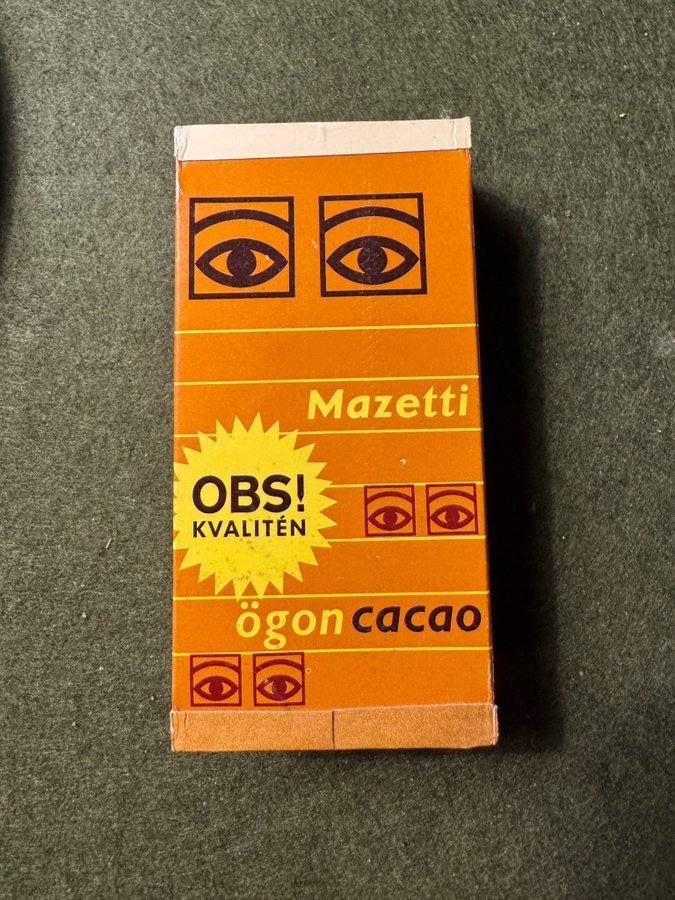 Mazetti
OBS!
KVALITÉN
ögon cacao